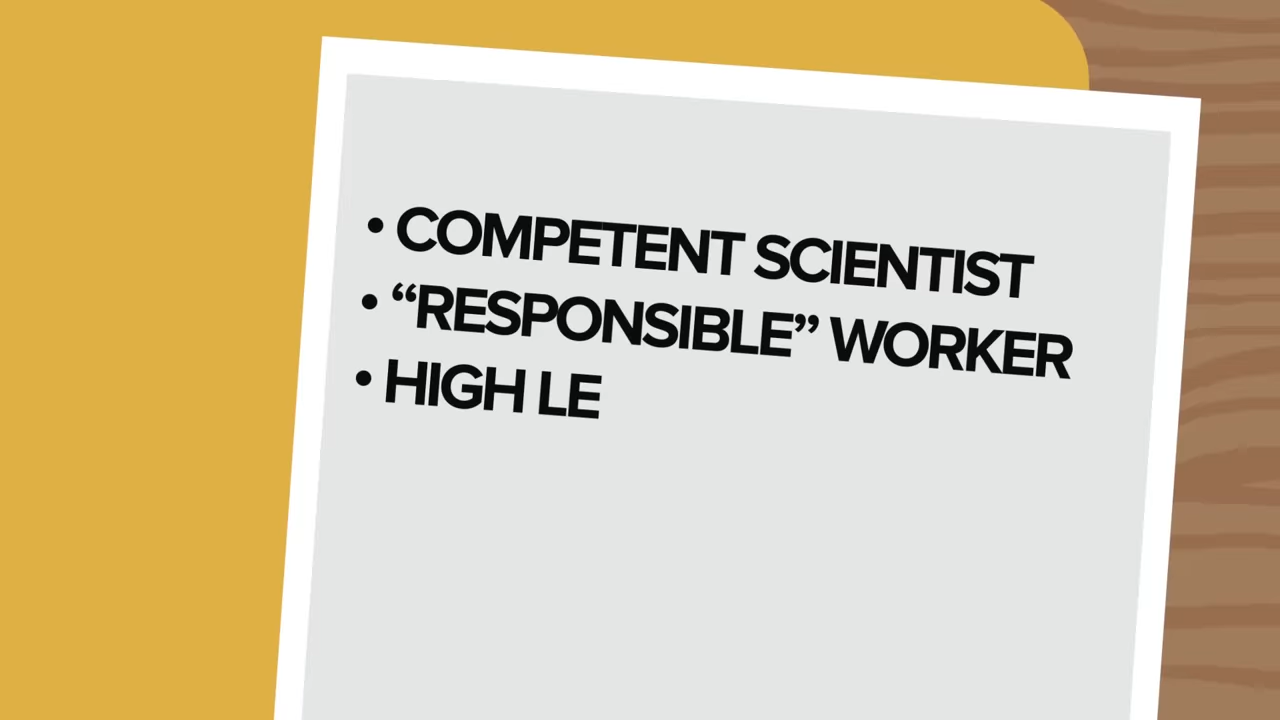 • COMPETENT SCIENTIST
• “RESPONSIBLE” WORKER
• HIGH LE